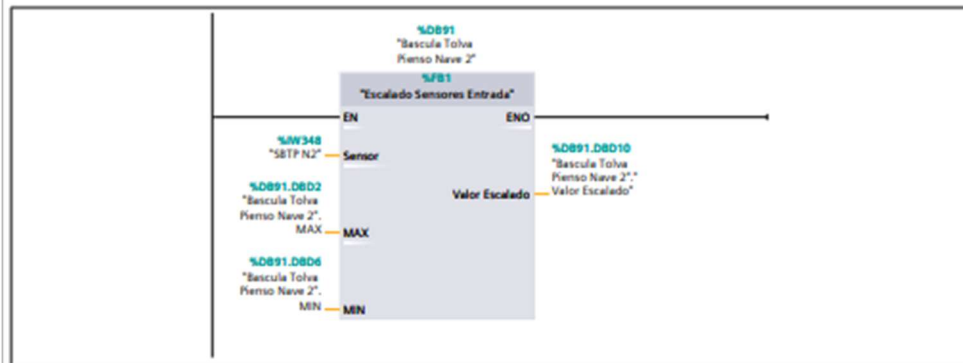 %DB91
"Bascula Tolva
Pienso Nave 2"
%FB1
"Escalado Sensores Entrada"
EN
ENO
%IW348
"SBTP N2"
Sensor
%DB91.DBD10
"Bascula Tolva
Pienso Nave 2"."
Valor Escalado"
Valor Escalado
%DB91.DBD2
"Bascula Tolva
Pienso Nave 2".
MAX
MAX
%DB91.DBD6
"Bascula Tolva
Pienso Nave 2".
MIN
MIN